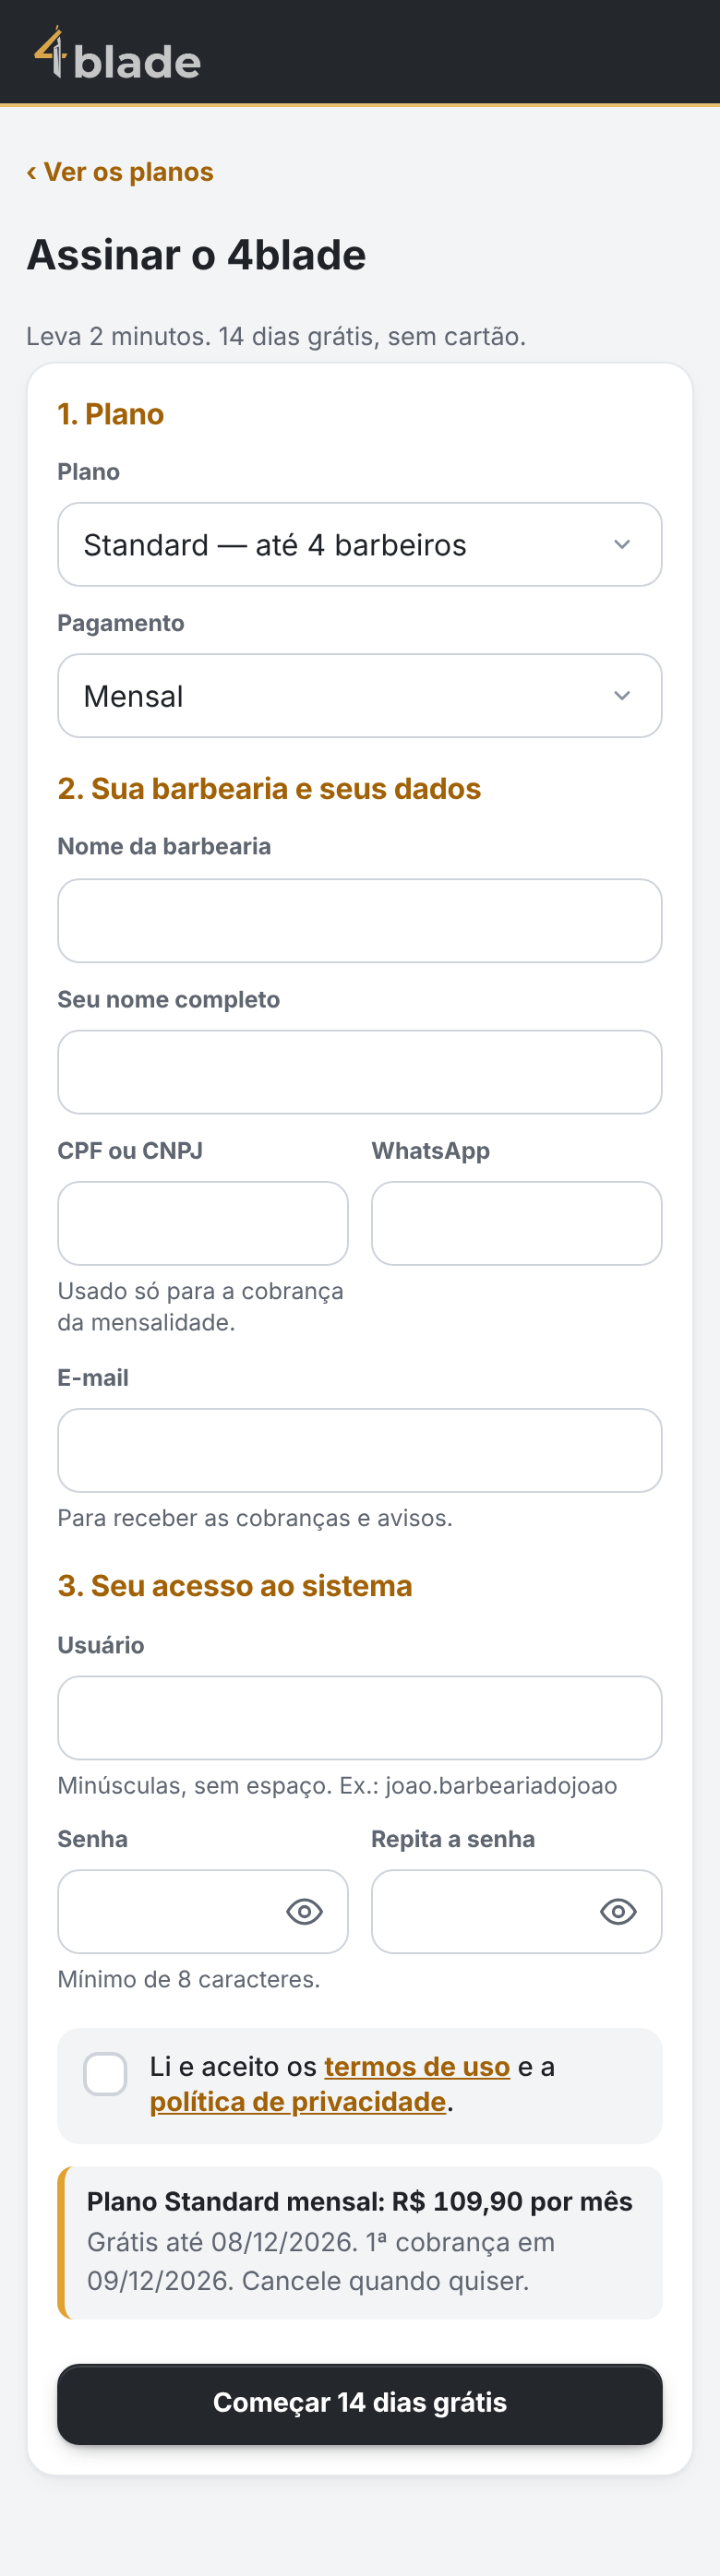 4blade
‹ Ver os planos
Assinar o 4blade
Leva 2 minutos. 14 dias grátis, sem cartão.
1. Plano
Plano
Standard — até 4 barbeiros
Pagamento
Mensal
2. Sua barbearia e seus dados
Nome da barbearia
Seu nome completo
CPF ou CNPJ
WhatsApp
Usado só para a cobrança
da mensalidade.
E-mail
Para receber as cobranças e avisos.
3. Seu acesso ao sistema
Usuário
Minúsculas, sem espaço. Ex.: joao.barbeariadojoao
Senha
Repita a senha
Mínimo de 8 caracteres.
Li e aceito os termos de uso e a
política de privacidade.
Plano Standard mensal: R$ 109,90 por mês
Grátis até 08/12/2026. 1ª cobrança em
09/12/2026. Cancele quando quiser.
Começar 14 dias grátis